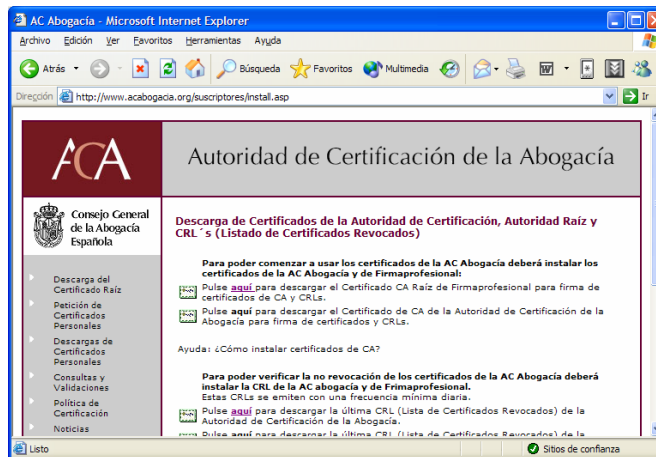 AC Abogacía - Microsoft Internet Explorer
Archivo Edición Ver Favoritos Herramientas Ayuda
Atrás Búsqueda Favoritos Multimedia
Dirección http://www.acabogacia.org/suscriptores/install.asp Ir
ACA
Autoridad de Certificación de la Abogacía
Consejo General
de la Abogacía
Española
Descarga del
Certificado Raíz
Petición de
Certificados
Personales
Descargas de
Certificados
Personales
Consultas y
Validaciones
Política de
Certificación
Noticias
Descarga de Certificados de la Autoridad de Certificación, Autoridad Raíz y
CRL´s (Listado de Certificados Revocados)
Para poder comenzar a usar los certificados de la AC Abogacía deberá instalar los
certificados de la AC Abogacía y de Firmaprofesional:
Pulse aquí para descargar el Certificado CA Raíz de Firmaprofesional para firma de
certificados de CA y CRLs.
Pulse aquí para descargar el Certificado de CA de la Autoridad de Certificación de la
Abogacía para firma de certificados y CRLs.
Ayuda: ¿Cómo instalar certificados de CA?
Para poder verificar la no revocación de los certificados de la AC Abogacía deberá
instalar la CRL de la AC abogacía y de Frimaprofesional.
Estas CRLs se emiten con una frecuencia mínima diaria.
Pulse aquí para descargar la última CRL (Lista de Certificados Revocados) de la
Autoridad de Certificación de la Abogacía.
Pulse aquí para descargar la última CRL (Lista de Certificados Revocados) de la
Listo Sitios de confianza